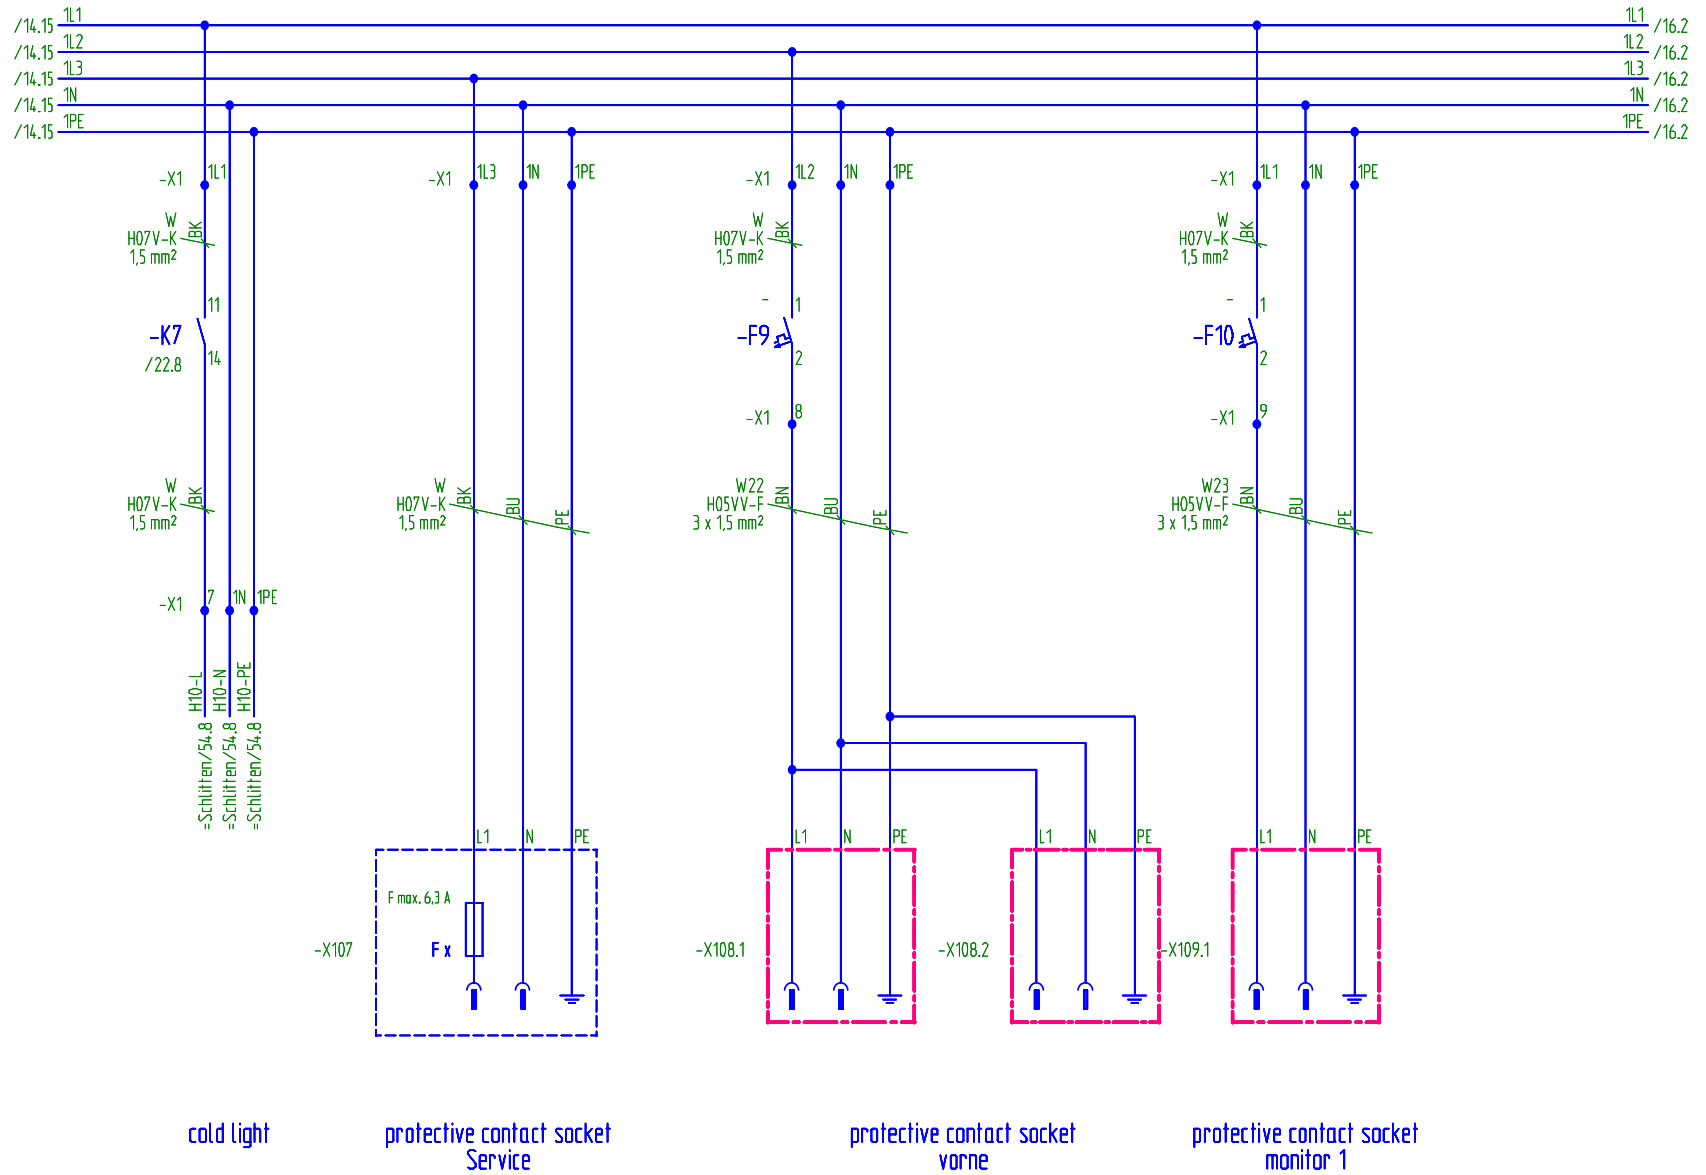 1L1 1L1
/14.15 /16.2
1L2 1L2
/14.15 /16.2
1L3 1L3
/14.15 /16.2
1N 1N
/14.15 /16.2
1PE 1PE
/14.15 /16.2
-X1 1L1 -X1 1L3 1N 1PE -X1 1L2 1N 1PE -X1 1L1 1N 1PE
W BK W BK W BK
H07V-K H07V-K H07V-K
1,5 mm² 1,5 mm² 1,5 mm²
11 - 1 - 1
-K7 -F9 -F10
/22.8 14 2 2
-X1 8 -X1 9
W BK W BK BU PE W22 BN BU PE W23 BN BU PE
H07V-K H07V-K H05VV-F H05VV-F
1,5 mm² 1,5 mm² 3 x 1,5 mm² 3 x 1,5 mm²
-X1 7 1N 1PE
H10-L H10-N H10-PE
=Schlitten/54.8 =Schlitten/54.8 =Schlitten/54.8
L1 N PE L1 N PE L1 N PE L1 N PE
F max. 6,3 A
-X107 F x -X108.1 -X108.2 -X109.1
cold light protective contact socket protective contact socket protective contact socket
Service vorne monitor 1